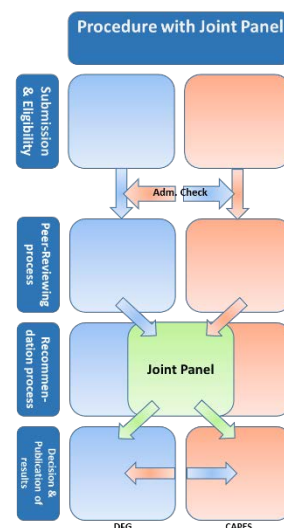 Procedure with Joint Panel
Submission
& Eligibility
Adm. Check
Peer-Reviewing
process
Recommen-
dation process
Joint Panel
Decision &
Publication of
results
DFG
CAPES